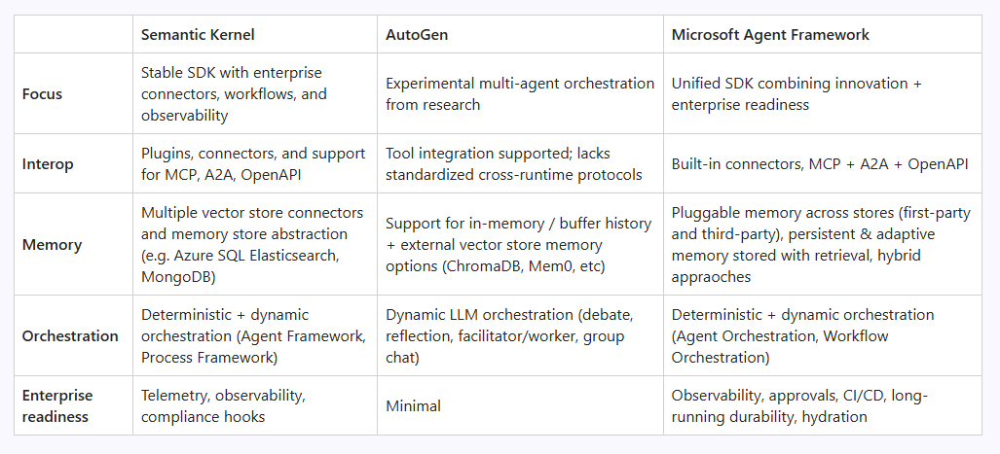 Semantic Kernel
AutoGen
Microsoft Agent Framework
Focus
Stable SDK with enterprise
connectors, workflows, and
observability
Experimental multi-agent orchestration
from research
Unified SDK combining innovation +
enterprise readiness
Interop
Plugins, connectors, and support
for MCP, A2A, OpenAPI
Tool integration supported; lacks
standardized cross-runtime protocols
Built-in connectors, MCP + A2A + OpenAPI
Memory
Multiple vector store connectors
and memory store abstraction
(e.g. Azure SQL Elasticsearch,
MongoDB)
Support for in-memory / buffer history
+ external vector store memory
options (ChromaDB, Mem0, etc)
Pluggable memory across stores (first-party
and third-party), persistent & adaptive
memory stored with retrieval, hybrid
appraoches
Orchestration
Deterministic + dynamic
orchestration (Agent Framework,
Process Framework)
Dynamic LLM orchestration (debate,
reflection, facilitator/worker, group
chat)
Deterministic + dynamic orchestration
(Agent Orchestration, Workflow
Orchestration)
Enterprise
readiness
Telemetry, observability,
compliance hooks
Minimal
Observability, approvals, CI/CD, long-
running durability, hydration